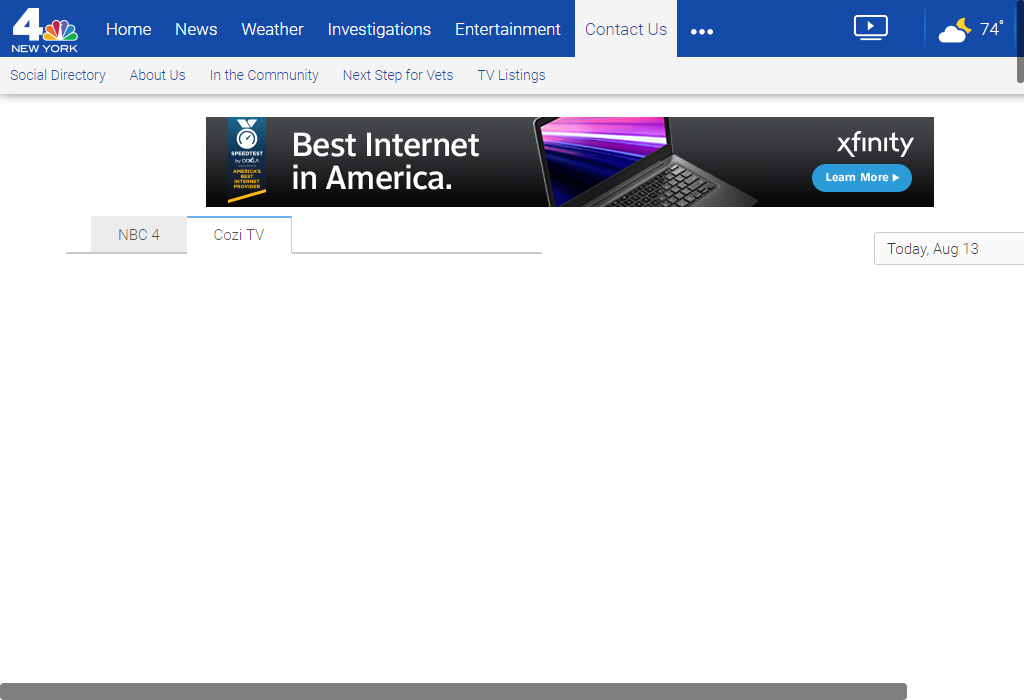 4
NEW YORK
Home
News
Weather
Investigations
Entertainment
Contact Us
74°
Social Directory
About Us
In the Community
Next Step for Vets
TV Listings
SPEEDTEST
by OOKLA
AMERICA'S
BEST
INTERNET
PROVIDER
Best Internet
in America.
xfinity
Learn More
NBC 4
Cozi TV
Today, Aug 13